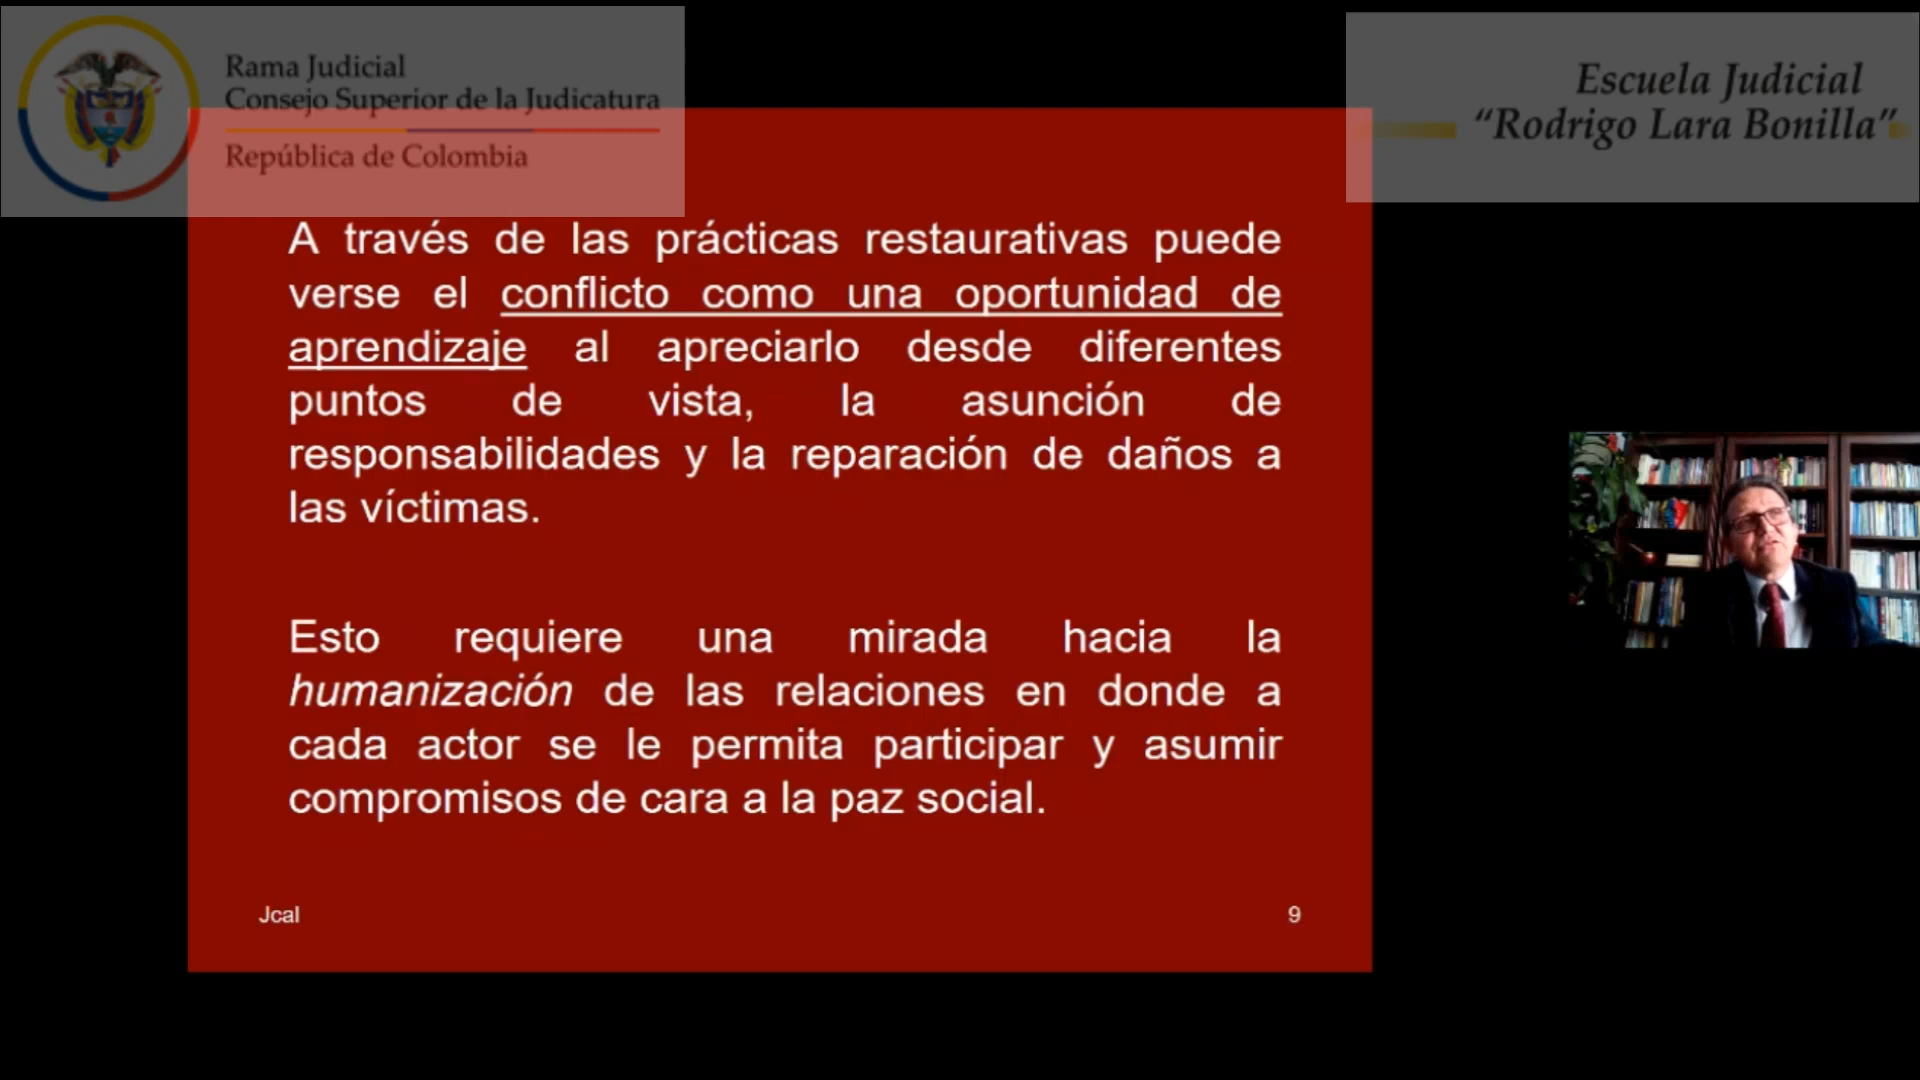 Rama Judicial
Consejo Superior de la Judicatura
República de Colombia
Escuela Judicial
“Rodrigo Lara Bonilla”
A través de las prácticas restaurativas puede
verse el conflicto como una oportunidad de
aprendizaje al apreciarlo desde diferentes
puntos de vista, la asunción de
responsabilidades y la reparación de daños a
las víctimas.
Esto requiere una mirada hacia la
humanización de las relaciones en donde a
cada actor se le permita participar y asumir
compromisos de cara a la paz social.
Jcal
9